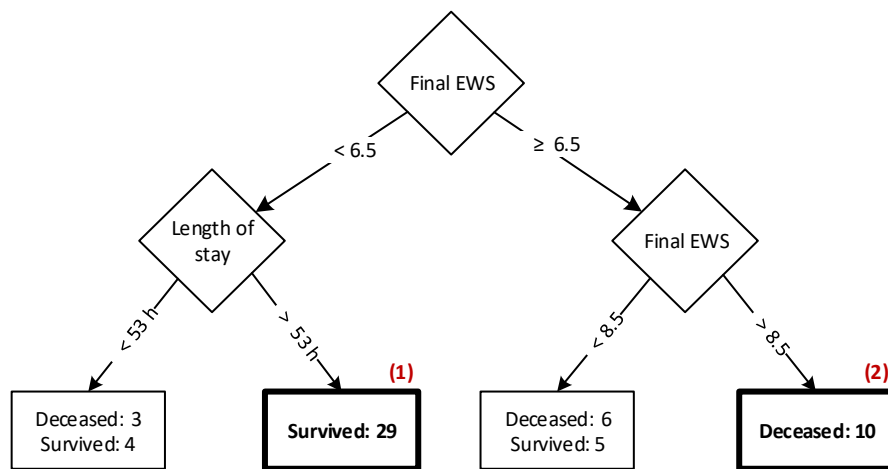 Final EWS
< 6.5
≥ 6.5
Length of
stay
Final EWS
< 53 h
> 53 h
< 8.5
> 8.5
(1)
(2)
Deceased: 3
Survived: 4
Survived: 29
Deceased: 6
Survived: 5
Deceased: 10